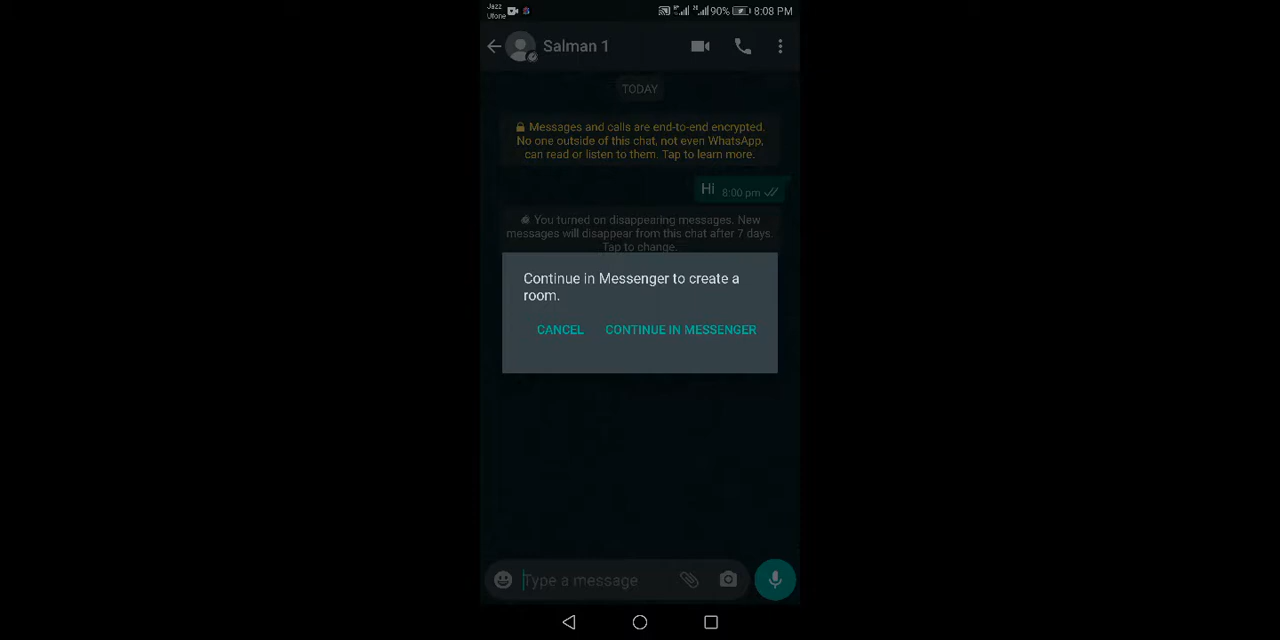 Jazz
Ufone
90%
8:08 PM
Salman 1
TODAY
Messages and calls are end-to-end encrypted.
No one outside of this chat, not even WhatsApp,
can read or listen to them. Tap to learn more.
Hi 8:00 pm
You turned on disappearing messages. New
messages will disappear from this chat after 7 days.
Tap to change.
Continue in Messenger to create a
room.
CANCEL CONTINUE IN MESSENGER
Type a message